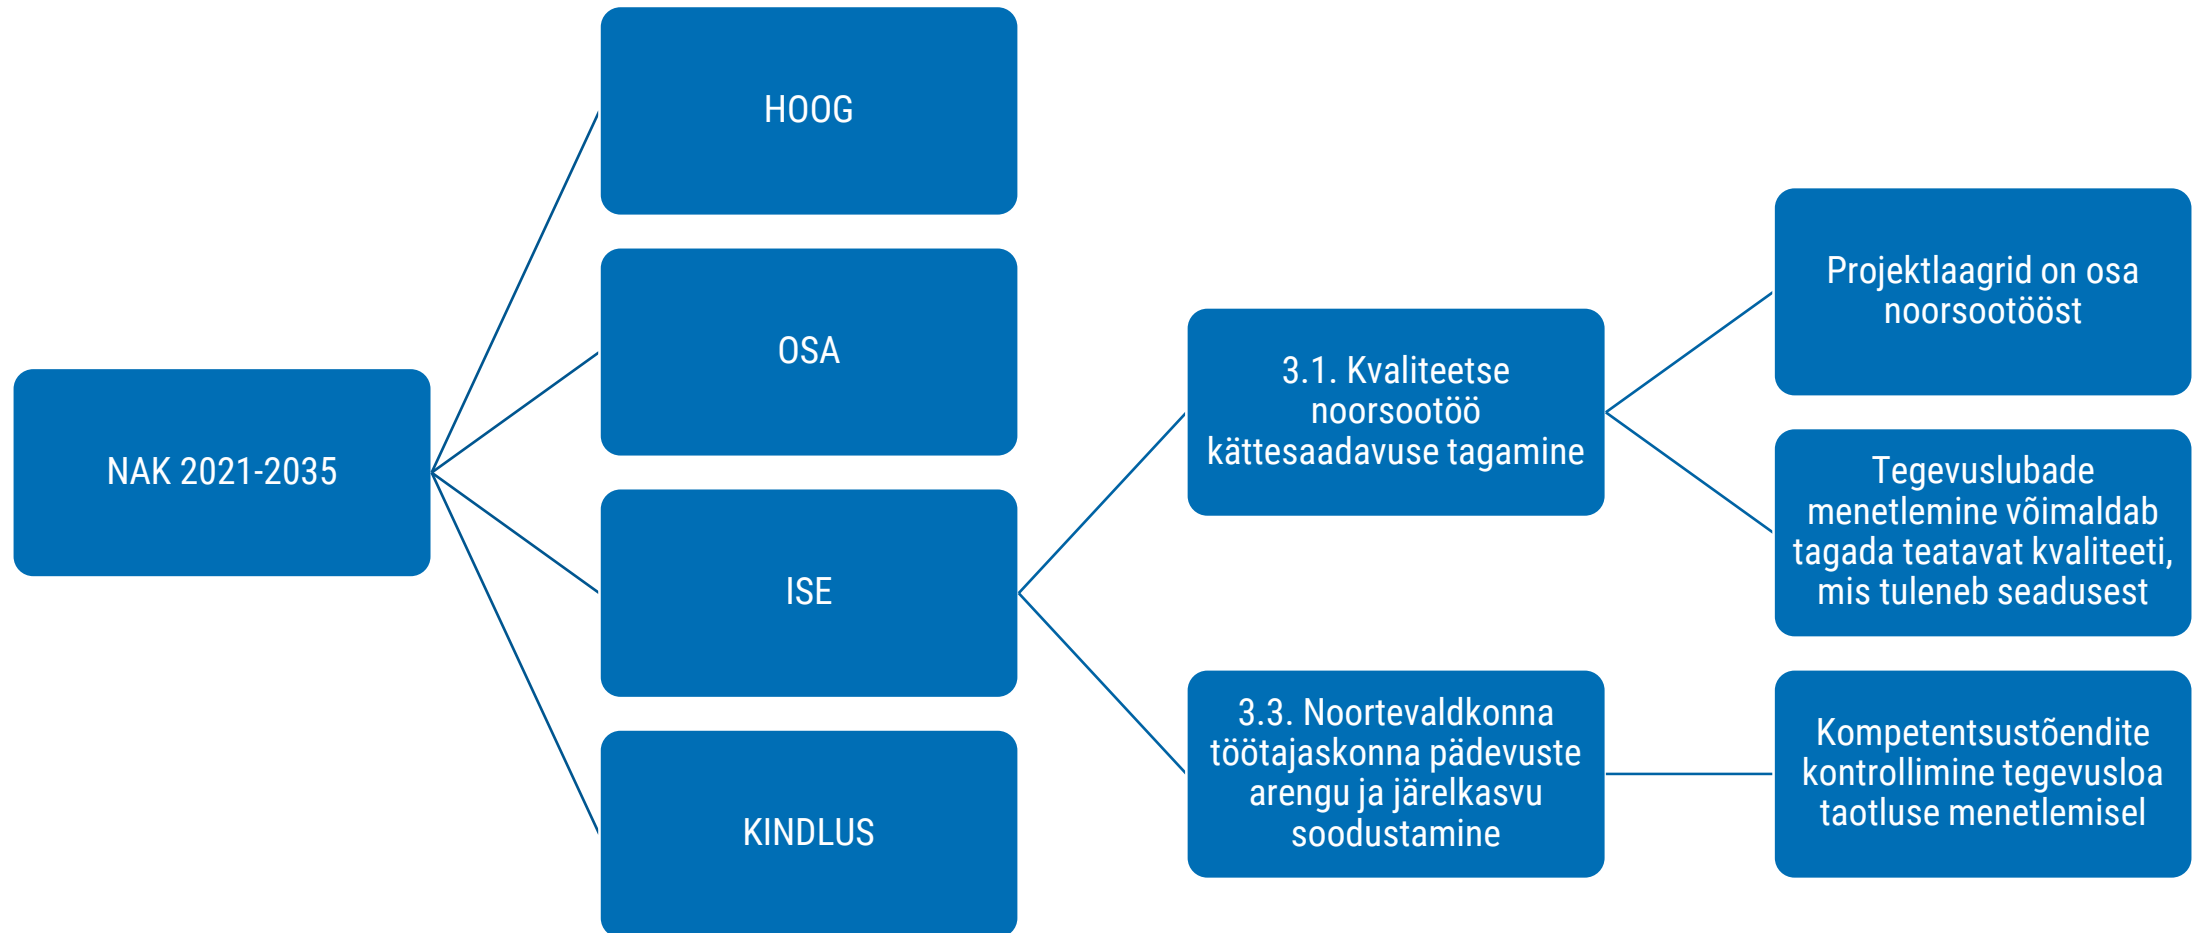 NAK 2021-2035
HOOG
OSA
ISE
KINDLUS
3.1. Kvaliteetse
noorsootöö
kättesaadavuse tagamine
3.3. Noortevaldkonna
töötajaskonna pädevuste
arengu ja järelkasvu
soodustamine
Projektlaagrid on osa
noorsootööst
Tegevuslubade
menetlemine võimaldab
tagada teatavat kvaliteeti,
mis tuleneb seadusest
Kompetentsustõendite
kontrollimine tegevusloa
taotluse menetlemisel